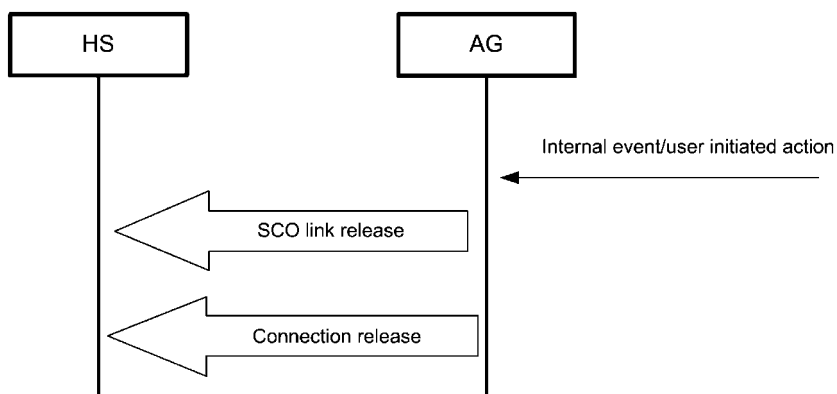 HS
AG
Internal event/user initiated action
SCO link release
Connection release